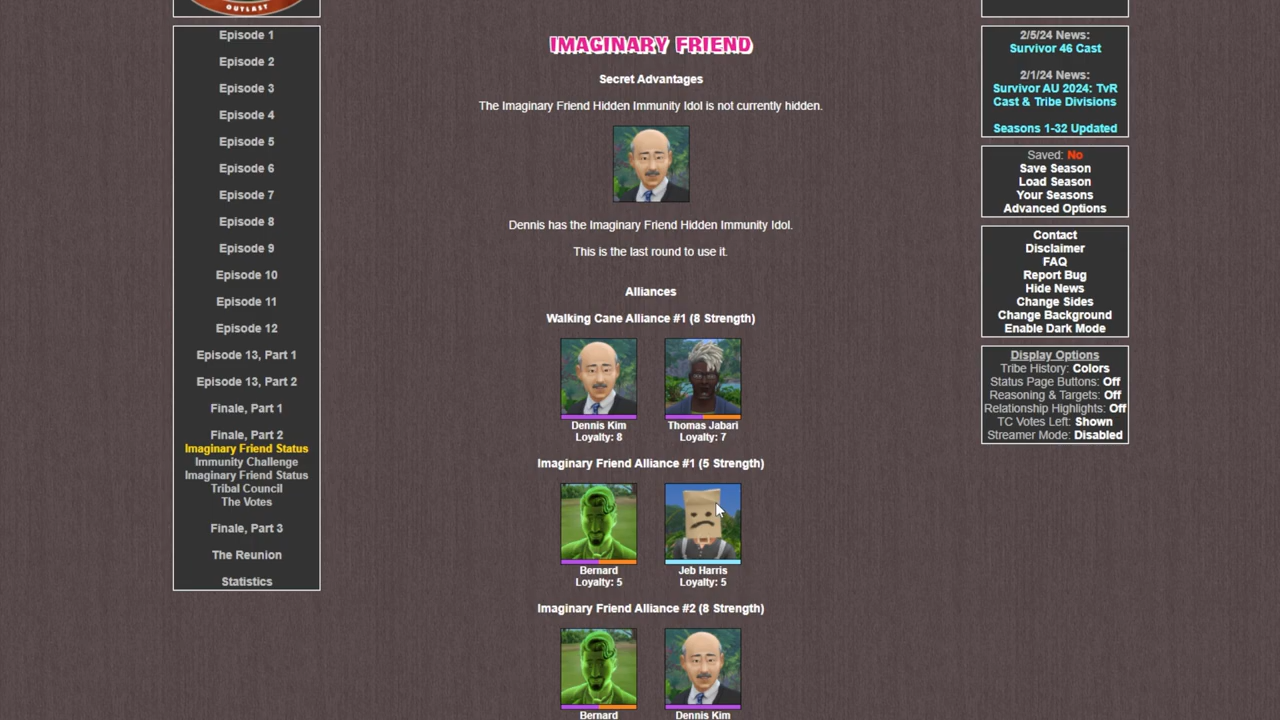 OUTLAST
Episode 1
Episode 2
Episode 3
Episode 4
Episode 5
Episode 6
Episode 7
Episode 8
Episode 9
Episode 10
Episode 11
Episode 12
Episode 13, Part 1
Episode 13, Part 2
Finale, Part 1
Finale, Part 2
Imaginary Friend Status
Immunity Challenge
Imaginary Friend Status
Tribal Council
The Votes
Finale, Part 3
The Reunion
Statistics
IMAGINARY FRIEND
Secret Advantages
The Imaginary Friend Hidden Immunity Idol is not currently hidden.
Dennis has the Imaginary Friend Hidden Immunity Idol.
This is the last round to use it.
Alliances
Walking Cane Alliance #1 (8 Strength)
Dennis Kim
Loyalty: 8
Thomas Jabari
Loyalty: 7
Imaginary Friend Alliance #1 (5 Strength)
Bernard
Loyalty: 5
Jeb Harris
Loyalty: 5
Imaginary Friend Alliance #2 (8 Strength)
Bernard
Dennis Kim
2/5/24 News:
Survivor 46 Cast
2/1/24 News:
Survivor AU 2024: TvR
Cast & Tribe Divisions
Seasons 1-32 Updated
Saved: No
Save Season
Load Season
Your Seasons
Advanced Options
Contact
Disclaimer
FAQ
Report Bug
Hide News
Change Sides
Change Background
Enable Dark Mode
Display Options
Tribe History: Colors
Status Page Buttons: Off
Reasoning & Targets: Off
Relationship Highlights: Off
TC Votes Left: Shown
Streamer Mode: Disabled